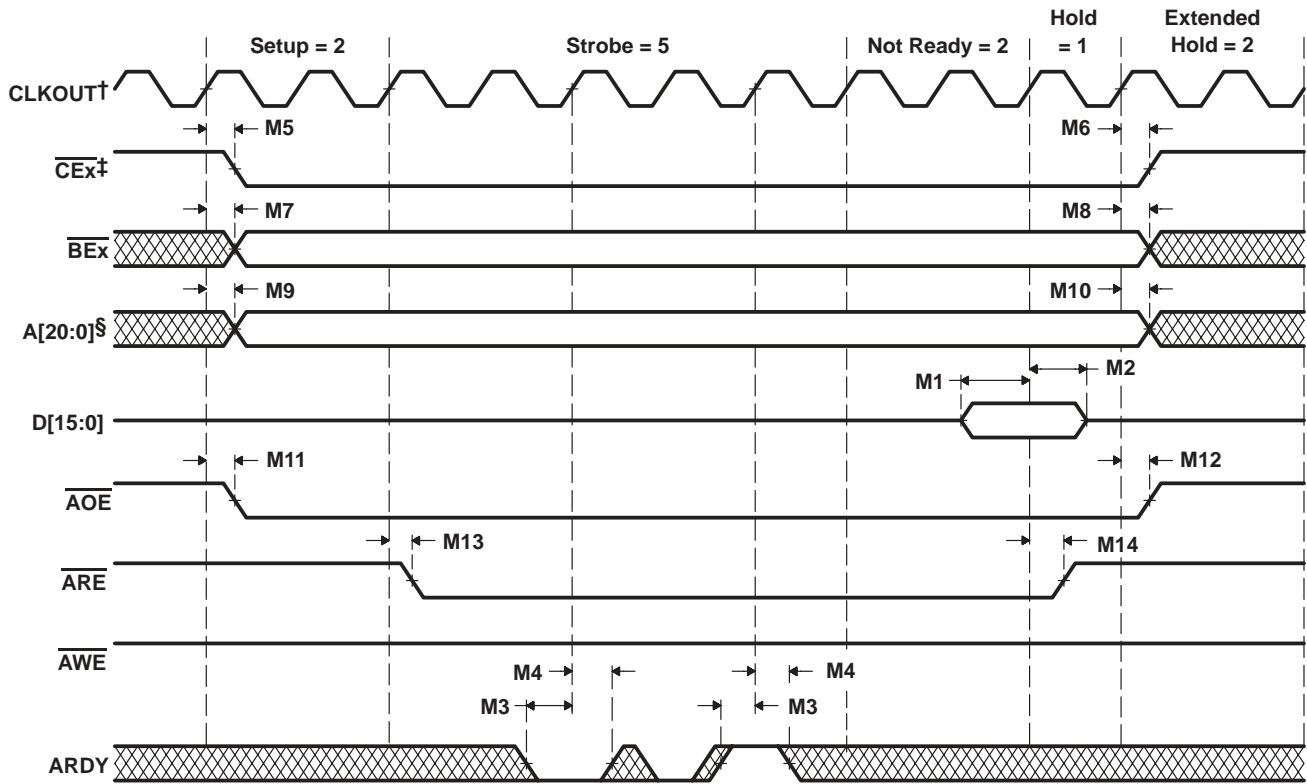 Setup = 2
Strobe = 5
Not Ready = 2
Hold
= 1
Extended
Hold = 2
CLKOUT†
M5
M6
CEx‡
M7
M8
BEx
M9
M10
A[20:0]§
M1
M2
D[15:0]
M11
M12
AOE
M13
M14
ARE
AWE
M4
M4
M3
M3
ARDY